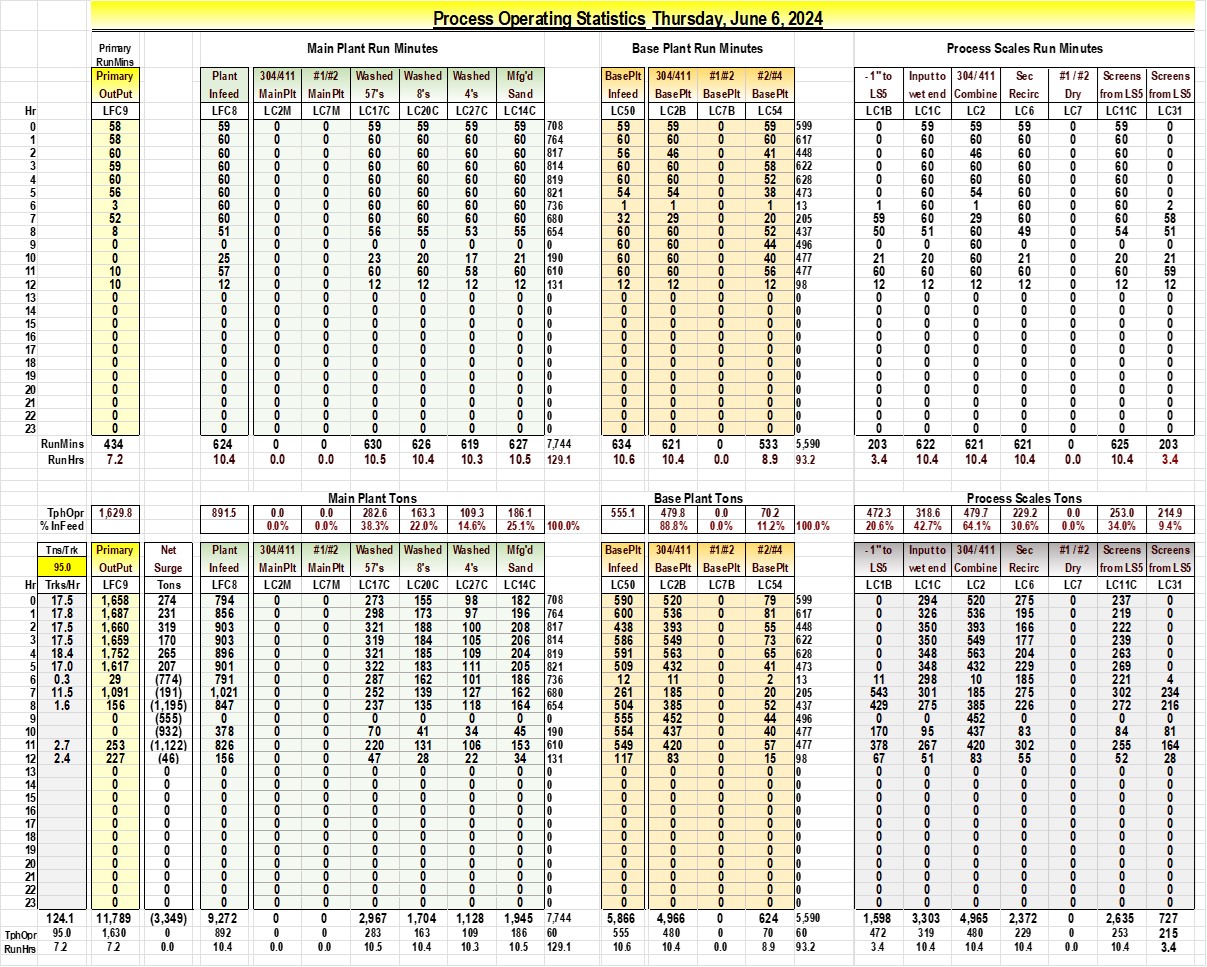 Process Operating Statistics Thursday, June 6, 2024
Primary Main Plant Run Minutes Base Plant Run Minutes Process Scales Run Minutes
RunMins
Primary Plant 304/411 #1/#2 Washed Washed Washed Mfg'd BasePlt 304/411 #1/#2 #2/#4 - 1" to Input to 304/ 411 Sec #1 / #2 Screens Screens
OutPut Infeed MainPlt MainPlt 57's 8's 4's Sand Infeed BasePlt BasePlt BasePlt LS5 wet end Combine Recirc Dry from LS5 from LS5
Hr LFC9 LFC8 LC2M LC7M LC17C LC20C LC27C LC14C LC50 LC2B LC7B LC54 LC1B LC1C LC2 LC6 LC7 LC11C LC31
0 58 59 0 0 59 59 59 59 708 59 59 0 59 599 0 59 59 59 0 59 0
1 58 60 0 0 60 60 60 60 764 60 60 0 60 617 0 60 60 60 0 60 0
2 60 60 0 0 60 60 60 60 817 56 46 0 41 448 0 60 46 60 0 60 0
3 59 60 0 0 60 60 60 60 814 60 60 0 58 622 0 60 60 60 0 60 0
4 60 60 0 0 60 60 60 60 819 60 60 0 52 628 0 60 60 60 0 60 0
5 56 60 0 0 60 60 60 60 821 54 54 0 38 473 0 60 54 60 0 60 0
6 3 60 0 0 60 60 60 60 736 1 1 0 1 13 1 60 1 60 0 60 2
7 52 60 0 0 60 60 60 60 680 32 29 0 20 205 59 60 29 60 0 60 58
8 8 51 0 0 56 55 53 55 654 60 60 0 52 437 50 51 60 49 0 54 51
9 0 0 0 0 0 0 0 0 0 60 60 0 44 496 0 0 60 0 0 0 0
10 0 25 0 0 23 20 17 21 190 60 60 0 40 477 21 20 60 21 0 20 21
11 10 57 0 0 60 60 58 60 610 60 60 0 56 477 60 60 60 60 0 60 59
12 10 12 0 0 12 12 12 12 131 12 12 0 12 98 12 12 12 12 0 12 12
13 0 0 0 0 0 0 0 0 0 0 0 0 0 0 0 0 0 0 0 0 0
14 0 0 0 0 0 0 0 0 0 0 0 0 0 0 0 0 0 0 0 0 0
15 0 0 0 0 0 0 0 0 0 0 0 0 0 0 0 0 0 0 0 0 0
16 0 0 0 0 0 0 0 0 0 0 0 0 0 0 0 0 0 0 0 0 0
17 0 0 0 0 0 0 0 0 0 0 0 0 0 0 0 0 0 0 0 0 0
18 0 0 0 0 0 0 0 0 0 0 0 0 0 0 0 0 0 0 0 0 0
19 0 0 0 0 0 0 0 0 0 0 0 0 0 0 0 0 0 0 0 0 0
20 0 0 0 0 0 0 0 0 0 0 0 0 0 0 0 0 0 0 0 0 0
21 0 0 0 0 0 0 0 0 0 0 0 0 0 0 0 0 0 0 0 0 0
22 0 0 0 0 0 0 0 0 0 0 0 0 0 0 0 0 0 0 0 0 0
23 0 0 0 0 0 0 0 0 0 0 0 0 0 0 0 0 0 0 0 0 0
RunMins 434 624 0 0 630 626 619 627 7,744 634 621 0 533 5,590 203 622 621 621 0 625 203
RunHrs 7.2 10.4 0.0 0.0 10.5 10.4 10.3 10.5 129.1 10.6 10.4 0.0 8.9 93.2 3.4 10.4 10.4 10.4 0.0 10.4 3.4
Main Plant Tons Base Plant Tons Process Scales Tons
TphOpr 1,629.8 891.5 0.0 0.0 282.6 163.3 109.3 186.1 555.1 479.8 0.0 70.2 472.3 318.6 479.7 229.2 0.0 253.0 214.9
% InFeed 0.0% 0.0% 38.3% 22.0% 14.6% 25.1% 100.0% 88.8% 0.0% 11.2% 100.0% 20.6% 42.7% 64.1% 30.6% 0.0% 34.0% 9.4%
Tns/Trk Primary Net Plant 304/411 #1/#2 Washed Washed Washed Mfg'd BasePlt 304/411 #1/#2 #2/#4 - 1" to Input to 304/ 411 Sec #1 / #2 Screens Screens
95.0 OutPut Surge Infeed MainPlt MainPlt 57's 8's 4's Sand Infeed BasePlt BasePlt BasePlt LS5 wet end Combine Recirc Dry from LS5 from LS5
Hr Trks/Hr LFC9 Tons LFC8 LC2M LC7M LC17C LC20C LC27C LC14C LC50 LC2B LC7B LC54 LC1B LC1C LC2 LC6 LC7 LC11C LC31
0 17.5 1,658 274 794 0 0 273 155 98 182 708 590 520 0 79 599 0 294 520 275 0 237 0
1 17.8 1,687 231 856 0 0 298 173 97 196 764 600 536 0 81 617 0 326 536 195 0 219 0
2 17.5 1,660 319 903 0 0 321 188 100 208 817 438 393 0 55 448 0 350 393 166 0 222 0
3 17.5 1,659 170 903 0 0 319 184 105 206 814 586 549 0 73 622 0 350 549 177 0 239 0
4 18.4 1,752 265 896 0 0 321 185 109 204 819 591 563 0 65 628 0 348 563 204 0 263 0
5 17.0 1,617 207 901 0 0 322 183 111 205 821 509 432 0 41 473 0 348 432 229 0 269 0
6 0.3 29 (774) 791 0 0 287 162 101 186 736 12 11 0 2 13 11 298 10 185 0 221 4
7 11.5 1,091 (191) 1,021 0 0 252 139 127 162 680 261 185 0 20 205 543 301 185 275 0 302 234
8 1.6 156 (1,195) 847 0 0 237 135 118 164 654 504 385 0 52 437 429 275 385 226 0 272 216
9 0 (555) 0 0 0 0 0 0 0 0 555 452 0 44 496 0 0 452 0 0 0 0
10 0 (932) 378 0 0 70 41 34 45 190 554 437 0 40 477 170 95 437 83 0 84 81
11 2.7 253 (1,122) 826 0 0 220 131 106 153 610 549 420 0 57 477 378 267 420 302 0 255 164
12 2.4 227 (46) 156 0 0 47 28 22 34 131 117 83 0 15 98 67 51 83 55 0 52 28
13 0 0 0 0 0 0 0 0 0 0 0 0 0 0 0 0 0 0 0 0 0 0
14 0 0 0 0 0 0 0 0 0 0 0 0 0 0 0 0 0 0 0 0 0 0
15 0 0 0 0 0 0 0 0 0 0 0 0 0 0 0 0 0 0 0 0 0 0
16 0 0 0 0 0 0 0 0 0 0 0 0 0 0 0 0 0 0 0 0 0 0
17 0 0 0 0 0 0 0 0 0 0 0 0 0 0 0 0 0 0 0 0 0 0
18 0 0 0 0 0 0 0 0 0 0 0 0 0 0 0 0 0 0 0 0 0 0
19 0 0 0 0 0 0 0 0 0 0 0 0 0 0 0 0 0 0 0 0 0 0
20 0 0 0 0 0 0 0 0 0 0 0 0 0 0 0 0 0 0 0 0 0 0
21 0 0 0 0 0 0 0 0 0 0 0 0 0 0 0 0 0 0 0 0 0 0
22 0 0 0 0 0 0 0 0 0 0 0 0 0 0 0 0 0 0 0 0 0 0
23 0 0 0 0 0 0 0 0 0 0 0 0 0 0 0 0 0 0 0 0 0 0
124.1 11,789 (3,349) 9,272 0 0 2,967 1,704 1,128 1,945 7,744 5,866 4,966 0 624 5,590 1,598 3,303 4,965 2,372 0 2,635 727
TphOpr 95.0 1,630 0 892 0 0 283 163 109 186 60 555 480 0 70 60 472 319 480 229 0 253 215
RunHrs 7.2 7.2 0.0 10.4 0.0 0.0 10.5 10.4 10.3 10.5 129.1 10.6 10.4 0.0 8.9 93.2 3.4 10.4 10.4 10.4 0.0 10.4 3.4